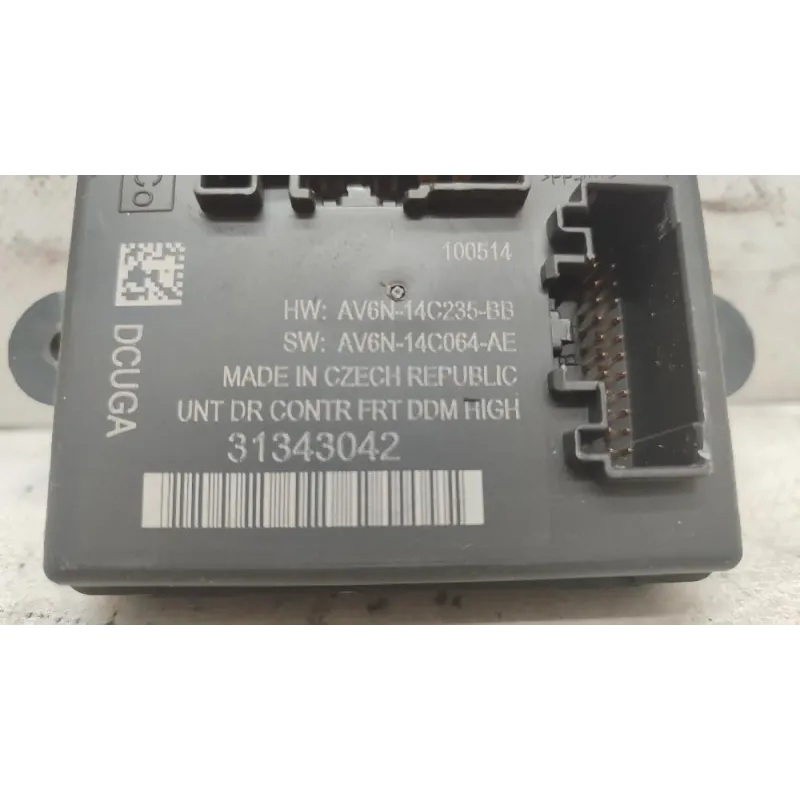 Co
100514
HW: AV6N-14C235-BB
SW: AV6N-14C064-AE
MADE IN CZECH REPUBLIC
UNT DR CONTR FRT DDM HIGH
31343042
DCUGA